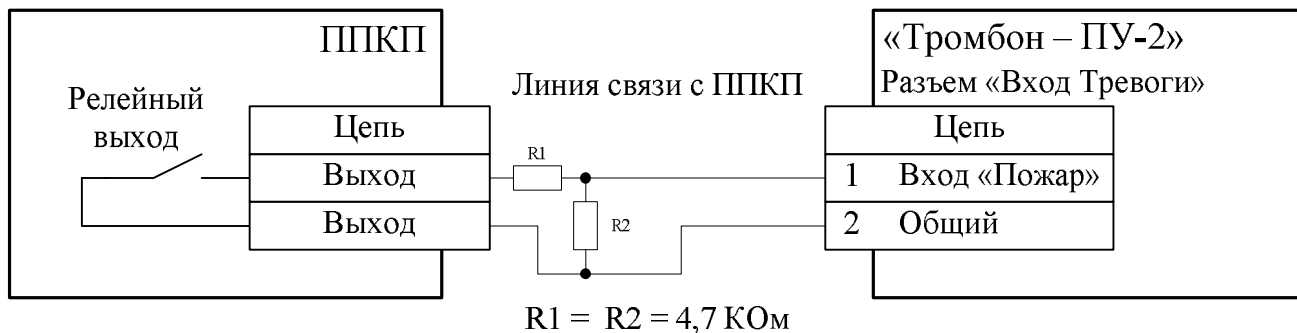 ППКП
Релейный
выход
Цепь
Выход
Выход
Линия связи с ППКП
R1
R2
R1 = R2 = 4,7 КОм
«Тромбон – ПУ-2»
Разъем «Вход Тревоги»
Цепь
1 Вход «Пожар»
2 Общий